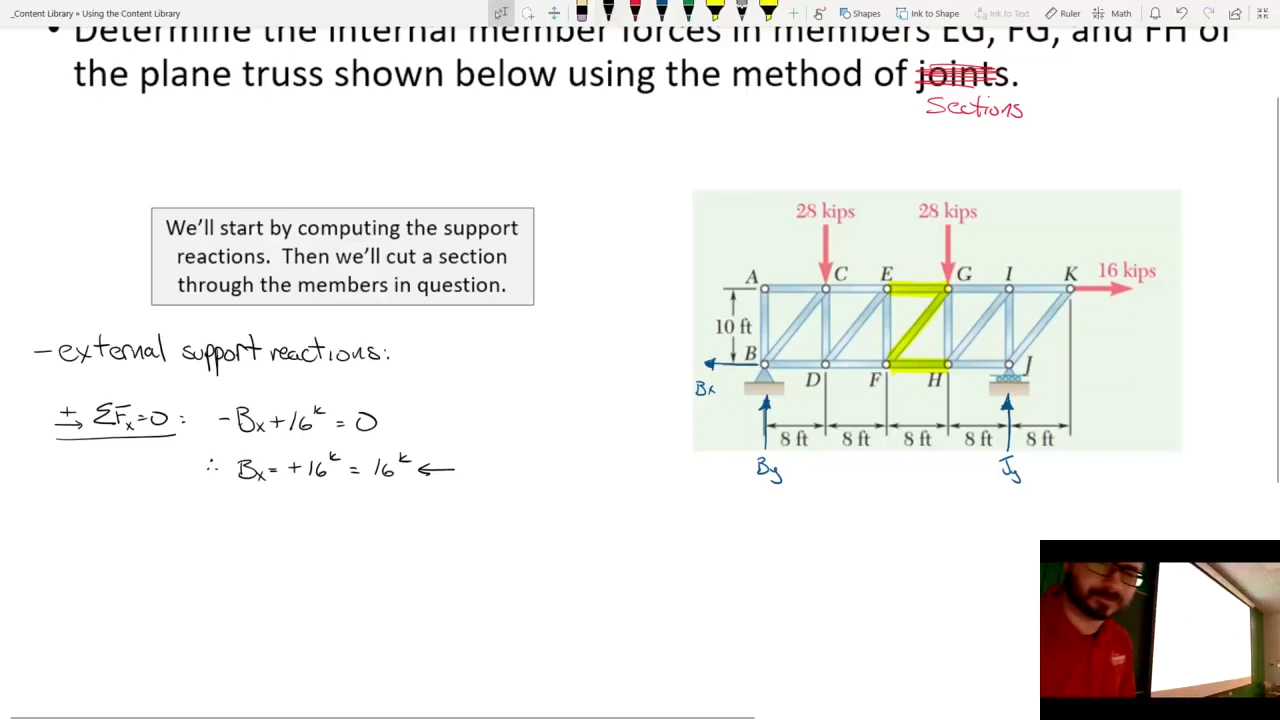 _Content Library » Using the Content Library
Shapes
Ink to Shape
Ink to Text
Ruler
Math
• Determine the internal member forces in members EG, FG, and FH of
the plane truss shown below using the method of joints.
Sections
We'll start by computing the support
reactions. Then we'll cut a section
through the members in question.
- external support reactions:
+→ ΣFx=0: -Bx+16ᵏ = 0
∴ Bx= +16ᵏ = 16ᵏ ←
28 kips 28 kips
A C E G I K 16 kips
10 ft
B D F H J
Bx
8 ft 8 ft 8 ft 8 ft 8 ft
By Jy